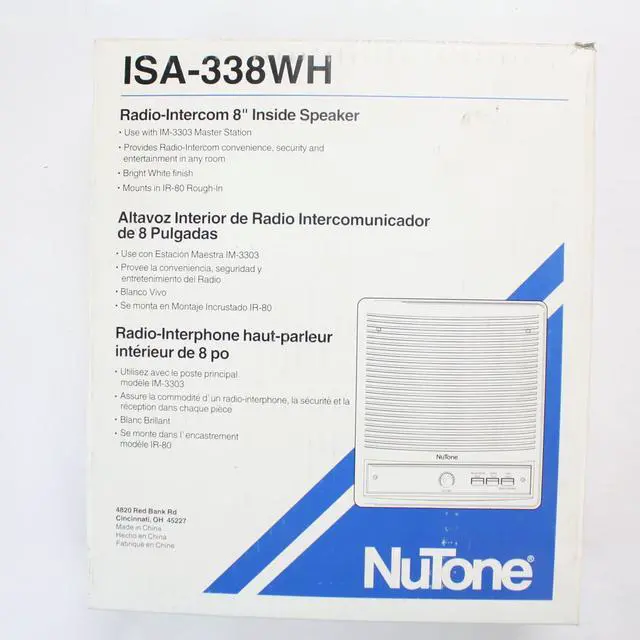 ISA-338WH
Radio-Intercom 8" Inside Speaker
• Use with IM-3303 Master Station
• Provides Radio-Intercom convenience, security and
entertainment in any room
• Bright White finish
• Mounts in IR-80 Rough-In
Altavoz Interior de Radio Intercomunicador
de 8 Pulgadas
• Use con Estación Maestra IM-3303
• Provee la conveniencia, seguridad y
entretenimiento del Radio
• Blanco Vivo
• Se monta en Montaje Incrustado IR-80
Radio-Interphone haut-parleur
intérieur de 8 po
• Utilisez avec le poste principal
modèle IM-3303
• Assure la commodité d'un radio-interphone, la sécurité et la
réception dans chaque pièce
• Blanc Brillant
• Se monte dans l'encastrement
modèle IR-80
NuTone
4820 Red Bank Rd
Cincinnati, OH 45227
Made in China
Hecho en China
Fabriqué en Chine
NuTone®